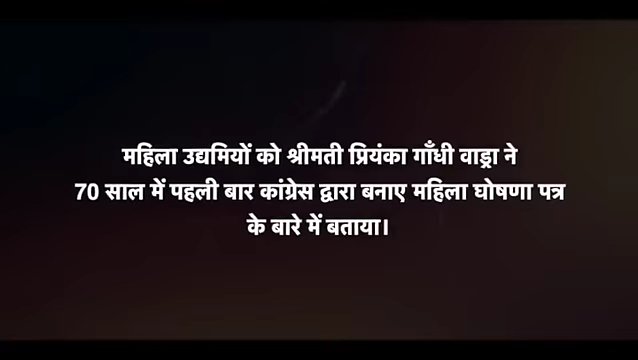 महिला उद्यमियों को श्रीमती प्रियंका गाँधी वाड्रा ने
70 साल में पहली बार कांग्रेस द्वारा बनाए महिला घोषणा पत्र
के बारे में बताया।